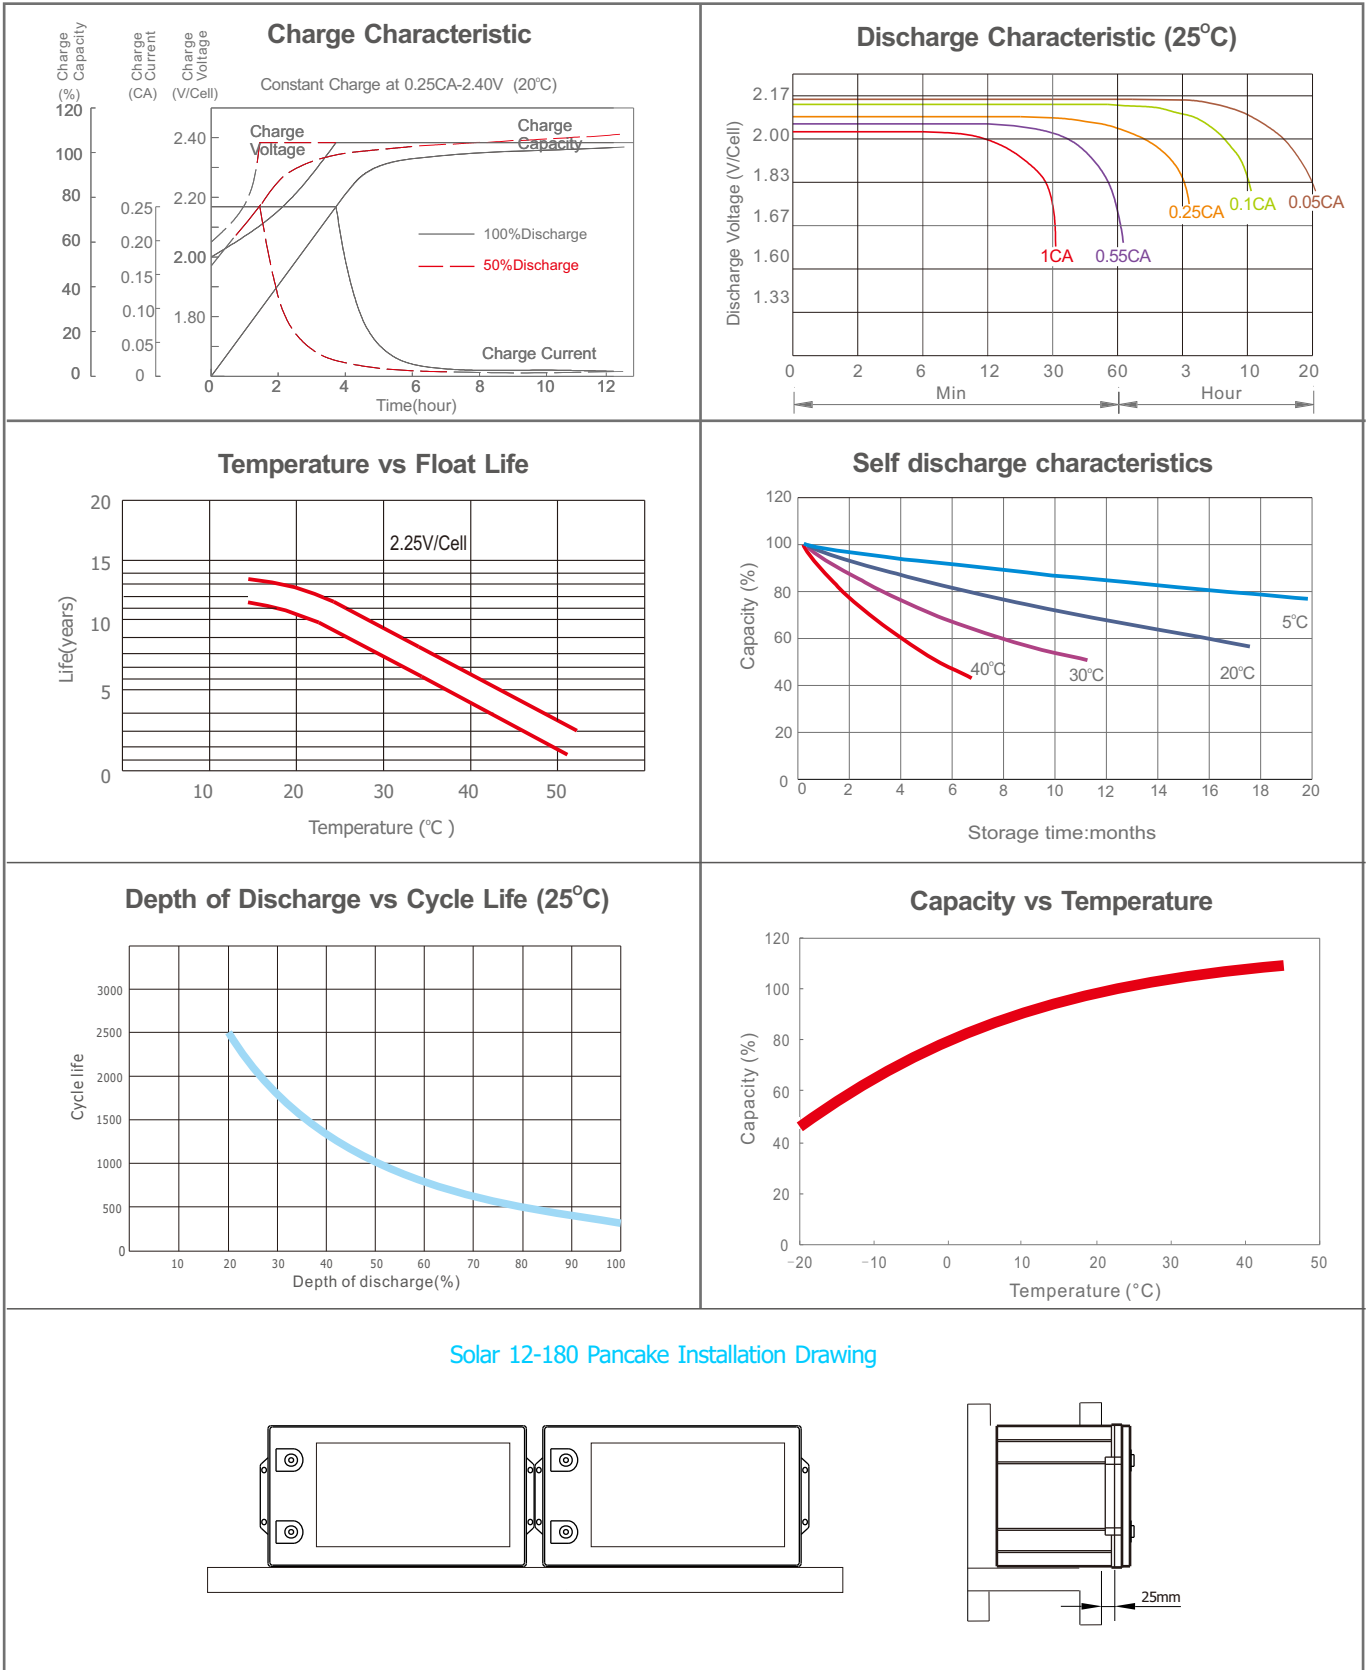 Charge Characteristic
Charge Capacity
Charge Current
Charge Voltage
(%)
(CA)
(V/Cell)
Constant Charge at 0.25CA-2.40V (20°C)
120
100
80
60
40
20
0
0.25
0.20
0.15
0.10
0.05
0
2.40
2.20
2.00
1.80
Charge
Voltage
Charge
Capacity
100%Discharge
50%Discharge
Charge Current
0 2 4 6 8 10 12
Time(hour)
Discharge Characteristic (25°C)
Discharge Voltage (V/Cell)
2.17
2.00
1.83
1.67
1.60
1.33
1CA
0.55CA
0.25CA
0.1CA
0.05CA
0 2 6 12 30 60 3 10 20
Min
Hour
Temperature vs Float Life
Life(years)
20
15
10
5
0
2.25V/Cell
10 20 30 40 50
Temperature (°C )
Self discharge characteristics
Capacity (%)
120
100
80
60
40
20
0
40°C
30°C
20°C
5°C
0 2 4 6 8 10 12 14 16 18 20
Storage time:months
Depth of Discharge vs Cycle Life (25°C)
Cycle life
3000
2500
2000
1500
1000
500
0
10 20 30 40 50 60 70 80 90 100
Depth of discharge(%)
Capacity vs Temperature
Capacity (%)
120
100
80
60
40
20
0
−20 −10 0 10 20 30 40 50
Temperature (°C)
Solar 12-180 Pancake Installation Drawing
25mm